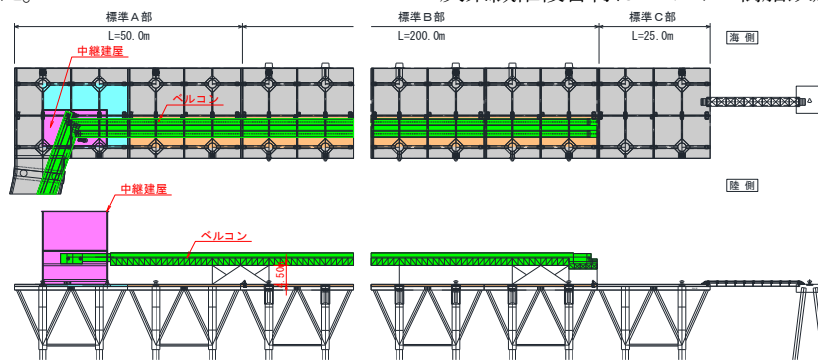 標準A部
標準B部
標準C部
L=50.0m
L=200.0m
L=25.0m
海 側
中継建屋
ベルコン
陸 側
中継建屋
ベルコン